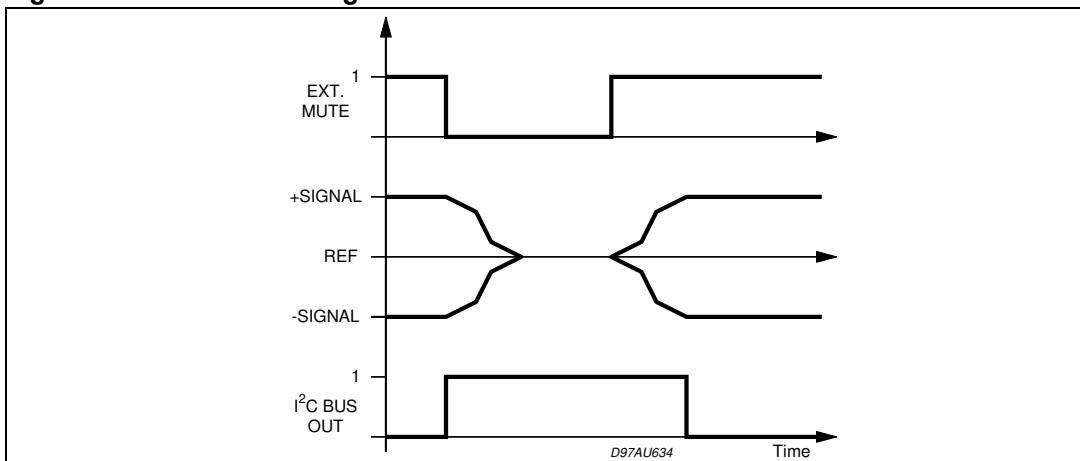 1
EXT.
MUTE
+SIGNAL
REF
-SIGNAL
1
I²C BUS
OUT
D97AU634
Time